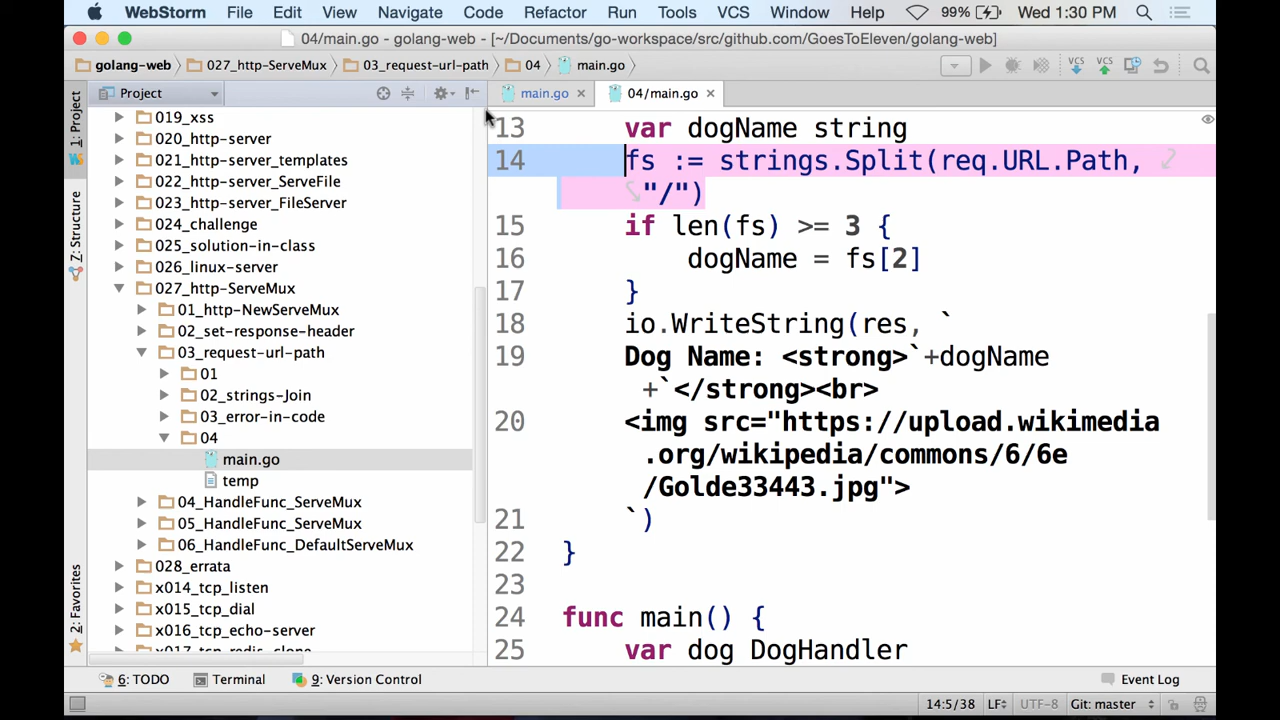 WebStorm File Edit View Navigate Code Refactor Run Tools VCS Window Help 99% Wed 1:30 PM
04/main.go - golang-web - [~/Documents/go-workspace/src/github.com/GoesToEleven/golang-web]
golang-web 027_http-ServeMux 03_request-url-path 04 main.go
VCS VCS
1: Project
7: Structure
2: Favorites
Project
019_xss
020_http-server
021_http-server_templates
022_http-server_ServeFile
023_http-server_FileServer
024_challenge
025_solution-in-class
026_linux-server
027_http-ServeMux
01_http-NewServeMux
02_set-response-header
03_request-url-path
01
02_strings-Join
03_error-in-code
04
main.go
temp
04_HandleFunc_ServeMux
05_HandleFunc_ServeMux
06_HandleFunc_DefaultServeMux
028_errata
x014_tcp_listen
x015_tcp_dial
x016_tcp_echo-server
x017_tcp_redis_clone
main.go 04/main.go
13 var dogName string
14 fs := strings.Split(req.URL.Path,
"/")
15 if len(fs) >= 3 {
16 dogName = fs[2]
17 }
18 io.WriteString(res, `
19 Dog Name: <strong>`+dogName
+`</strong><br>
20 <img src="https://upload.wikimedia
.org/wikipedia/commons/6/6e
/Golde33443.jpg">
21 `)
22 }
23
24 func main() {
25 var dog DogHandler
6: TODO Terminal 9: Version Control Event Log
14:5/38 LF UTF-8 Git: master